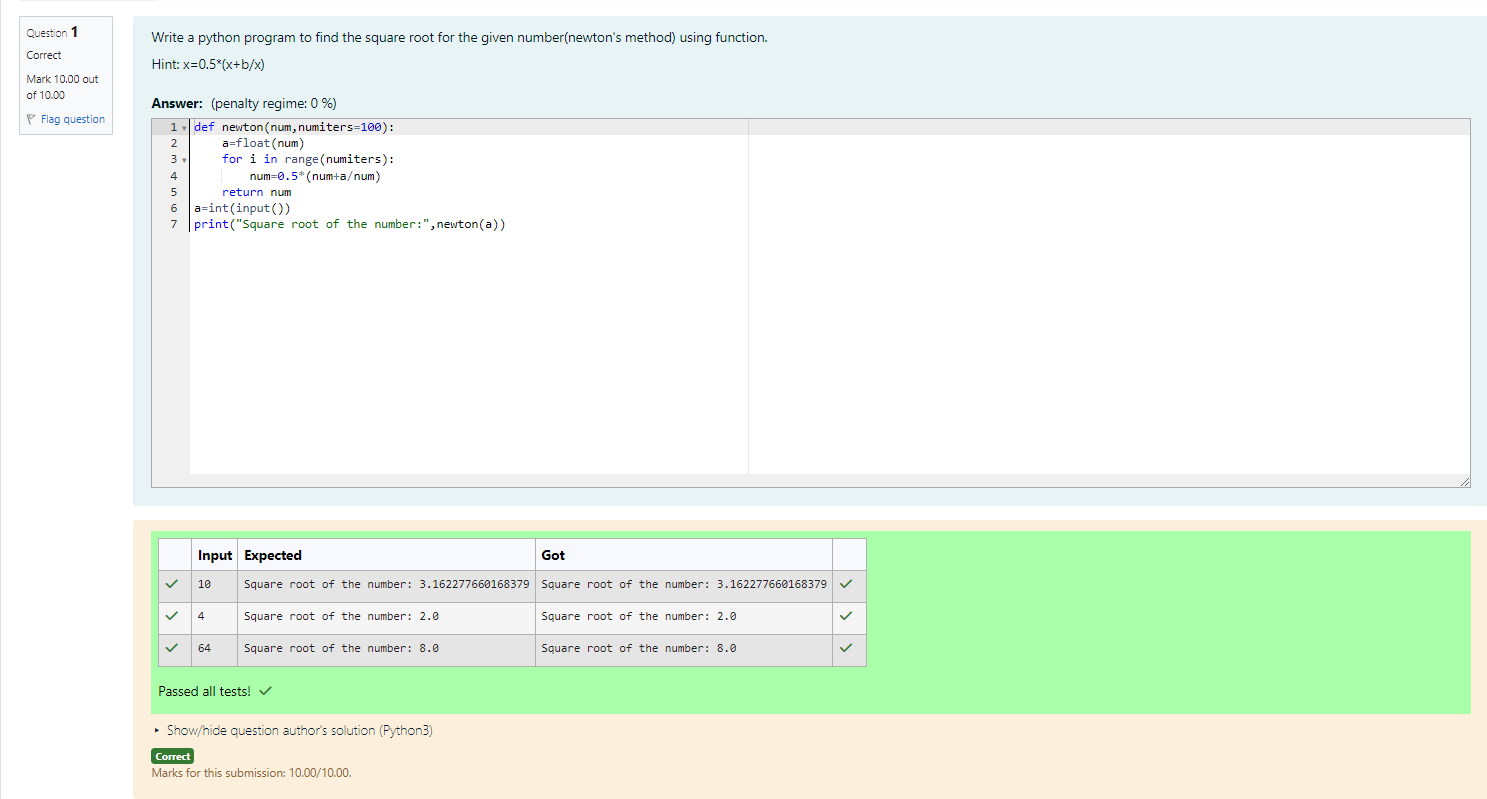 Question 1
Correct
Mark 10.00 out
of 10.00
Flag question
Write a python program to find the square root for the given number(newton's method) using function.
Hint: x=0.5*(x+b/x)
Answer: (penalty regime: 0 %)
1 def newton(num,numiters=100):
2     a=float(num)
3     for i in range(numiters):
4         num=0.5*(num+a/num)
5     return num
6 a=int(input())
7 print("Square root of the number:",newton(a))
Input Expected Got
10 Square root of the number: 3.162277660168379 Square root of the number: 3.162277660168379
4 Square root of the number: 2.0 Square root of the number: 2.0
64 Square root of the number: 8.0 Square root of the number: 8.0
Passed all tests!
Show/hide question author's solution (Python3)
Correct
Marks for this submission: 10.00/10.00.